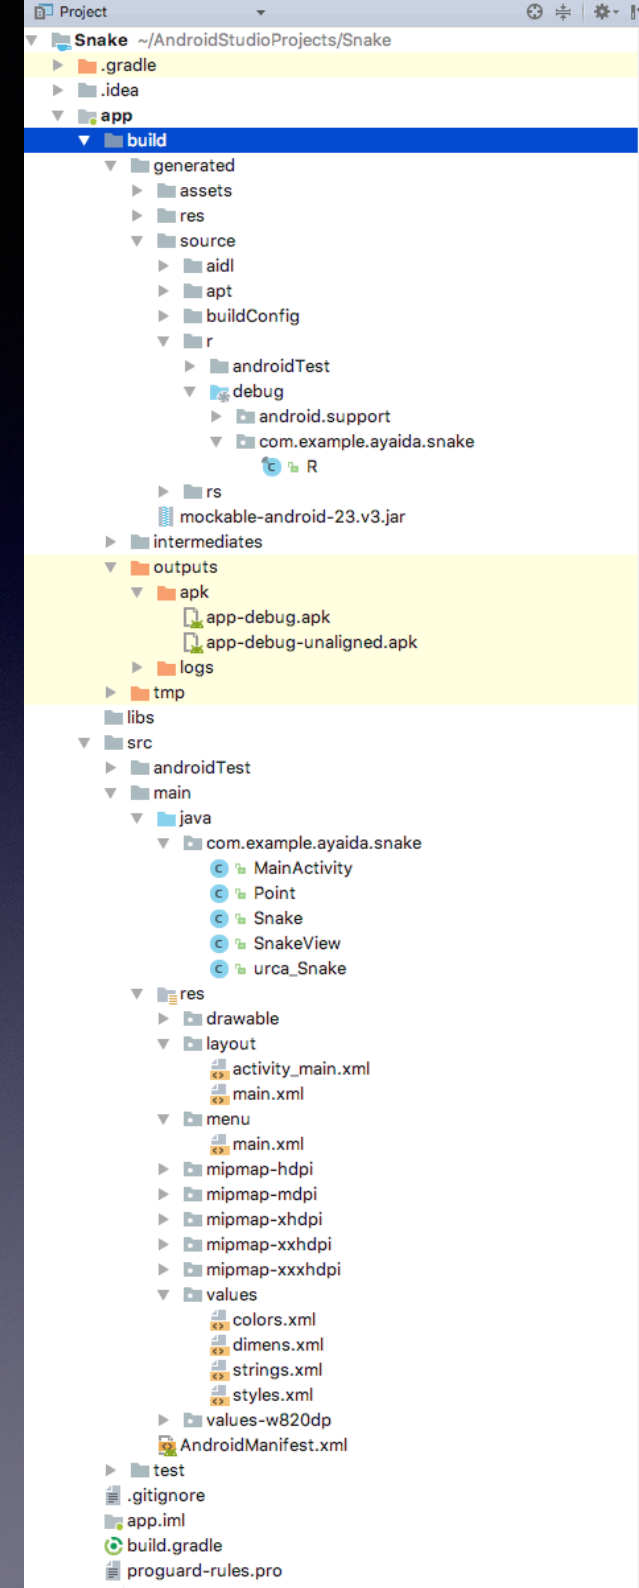 Project
Snake ~/AndroidStudioProjects/Snake
.gradle
.idea
app
build
generated
assets
res
source
aidl
apt
buildConfig
r
androidTest
debug
android.support
com.example.ayaida.snake
R
rs
mockable-android-23.v3.jar
intermediates
outputs
apk
app-debug.apk
app-debug-unaligned.apk
logs
tmp
libs
src
androidTest
main
java
com.example.ayaida.snake
MainActivity
Point
Snake
SnakeView
urca_Snake
res
drawable
layout
activity_main.xml
main.xml
menu
main.xml
mipmap-hdpi
mipmap-mdpi
mipmap-xhdpi
mipmap-xxhdpi
mipmap-xxxhdpi
values
colors.xml
dimens.xml
strings.xml
styles.xml
values-w820dp
AndroidManifest.xml
test
.gitignore
app.iml
build.gradle
proguard-rules.pro